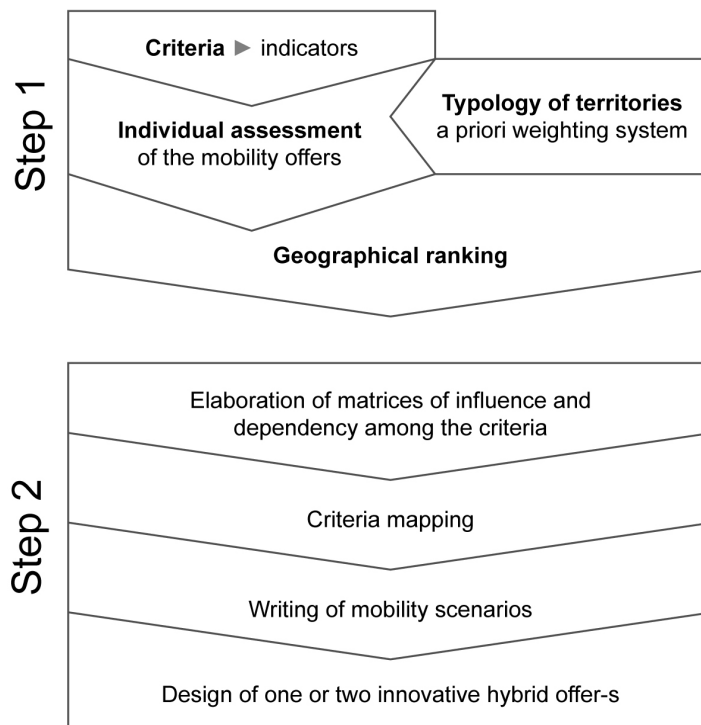 Step 1
Criteria ► indicators
Individual assessment
of the mobility offers
Typology of territories
a priori weighting system
Geographical ranking
Step 2
Elaboration of matrices of influence and
dependency among the criteria
Criteria mapping
Writing of mobility scenarios
Design of one or two innovative hybrid offer-s